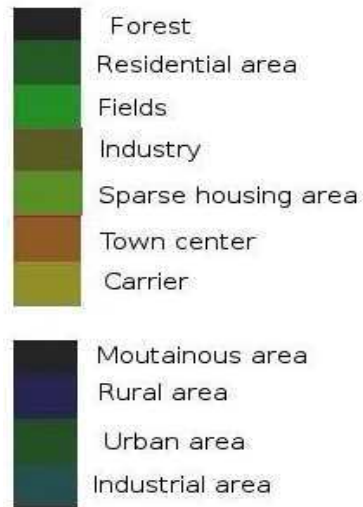 Forest
Residential area
Fields
Industry
Sparse housing area
Town center
Carrier
Moutainous area
Rural area
Urban area
Industrial area